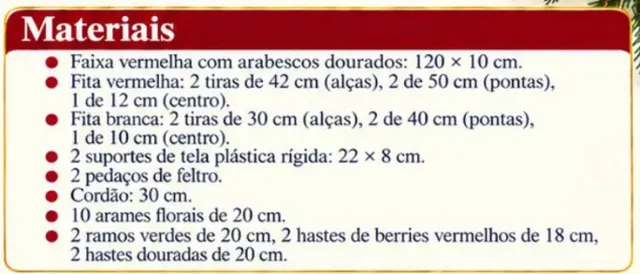 Materiais
• Faixa vermelha com arabescos dourados: 120 × 10 cm.
• Fita vermelha: 2 tiras de 42 cm (alças), 2 de 50 cm (pontas),
1 de 12 cm (centro).
• Fita branca: 2 tiras de 30 cm (alças), 2 de 40 cm (pontas),
1 de 10 cm (centro).
• 2 suportes de tela plástica rígida: 22 × 8 cm.
• 2 pedaços de feltro.
• Cordão: 30 cm.
• 10 arames florais de 20 cm.
• 2 ramos verdes de 20 cm, 2 hastes de berries vermelhos de 18 cm,
2 hastes douradas de 20 cm.